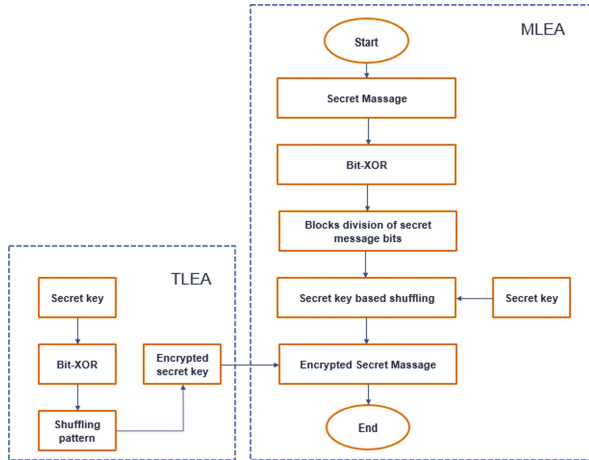 MLEA
Start
Secret Massage
Bit-XOR
Blocks division of secret
message bits
TLEA
Secret key
Secret key based shuffling
Secret key
Bit-XOR
Encrypted
secret key
Encrypted Secret Massage
Shuffling
pattern
End